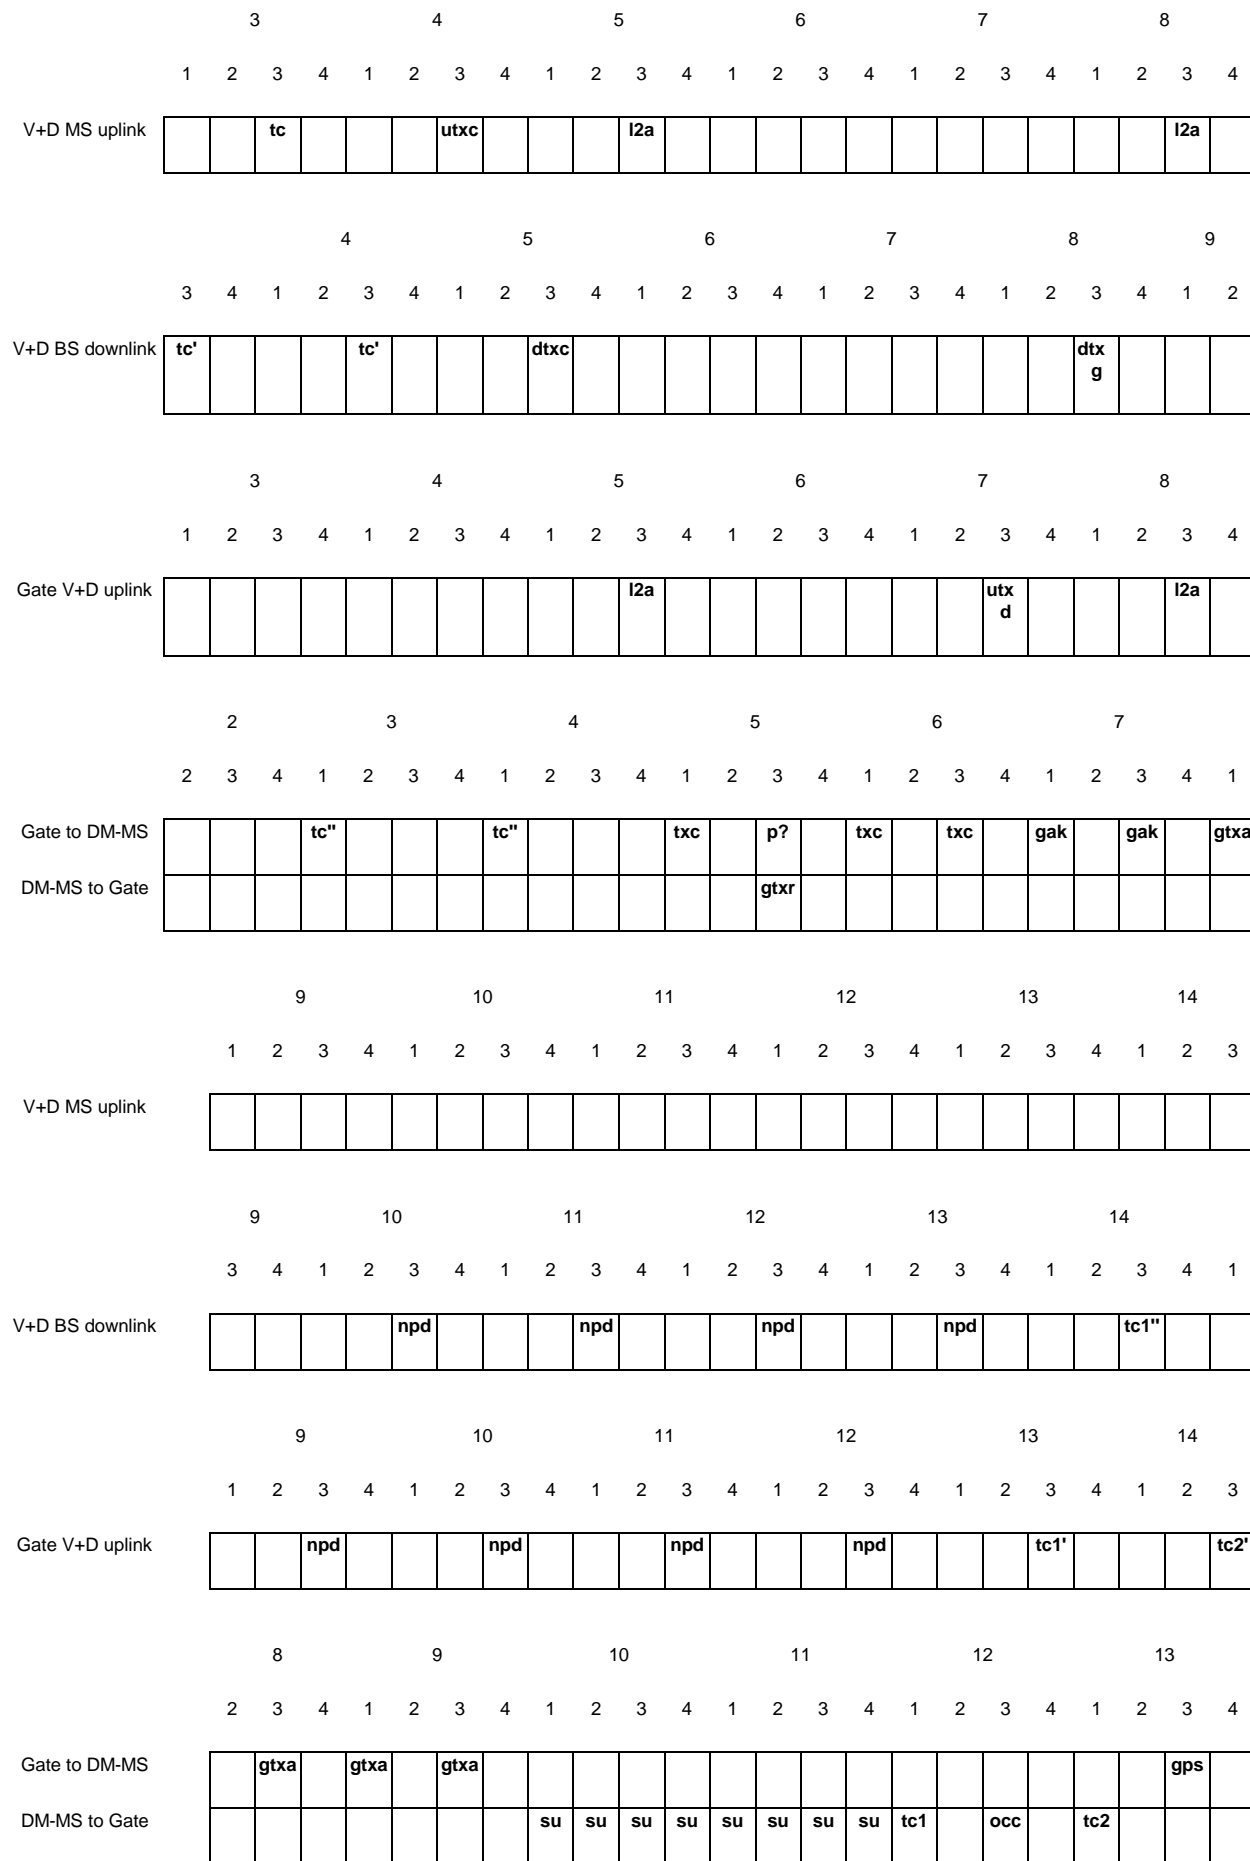 3 4 5 6 7 8
1 2 3 4 1 2 3 4 1 2 3 4 1 2 3 4 1 2 3 4 1 2 3 4
V+D MS uplink tc utxc l2a l2a
4 5 6 7 8 9
3 4 1 2 3 4 1 2 3 4 1 2 3 4 1 2 3 4 1 2 3 4 1 2
V+D BS downlink tc' tc' dtxc dtx
g
3 4 5 6 7 8
1 2 3 4 1 2 3 4 1 2 3 4 1 2 3 4 1 2 3 4 1 2 3 4
Gate V+D uplink l2a utx l2a
d
2 3 4 5 6 7
2 3 4 1 2 3 4 1 2 3 4 1 2 3 4 1 2 3 4 1 2 3 4 1
Gate to DM-MS tc" tc" txc p? txc txc gak gak gtxa
DM-MS to Gate gtxr
9 10 11 12 13 14
1 2 3 4 1 2 3 4 1 2 3 4 1 2 3 4 1 2 3 4 1 2 3
V+D MS uplink
9 10 11 12 13 14
3 4 1 2 3 4 1 2 3 4 1 2 3 4 1 2 3 4 1 2 3 4 1
V+D BS downlink npd npd npd npd tc1"
9 10 11 12 13 14
1 2 3 4 1 2 3 4 1 2 3 4 1 2 3 4 1 2 3 4 1 2 3
Gate V+D uplink npd npd npd npd tc1' tc2'
8 9 10 11 12 13
2 3 4 1 2 3 4 1 2 3 4 1 2 3 4 1 2 3 4 1 2 3 4
Gate to DM-MS gtxa gtxa gtxa gps
DM-MS to Gate su su su su su su su su tc1 occ tc2